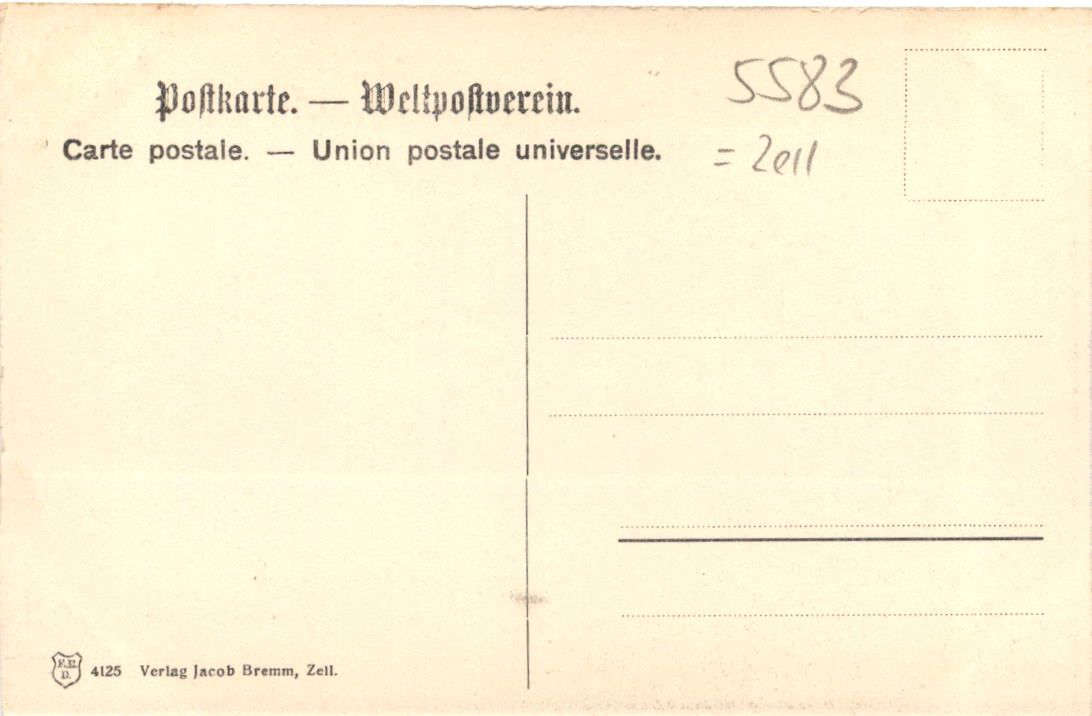 Postkarte. — Weltpostverein.
Carte postale. — Union postale universelle.
5583
= Zell
4125 Verlag Jacob Bremm, Zell.